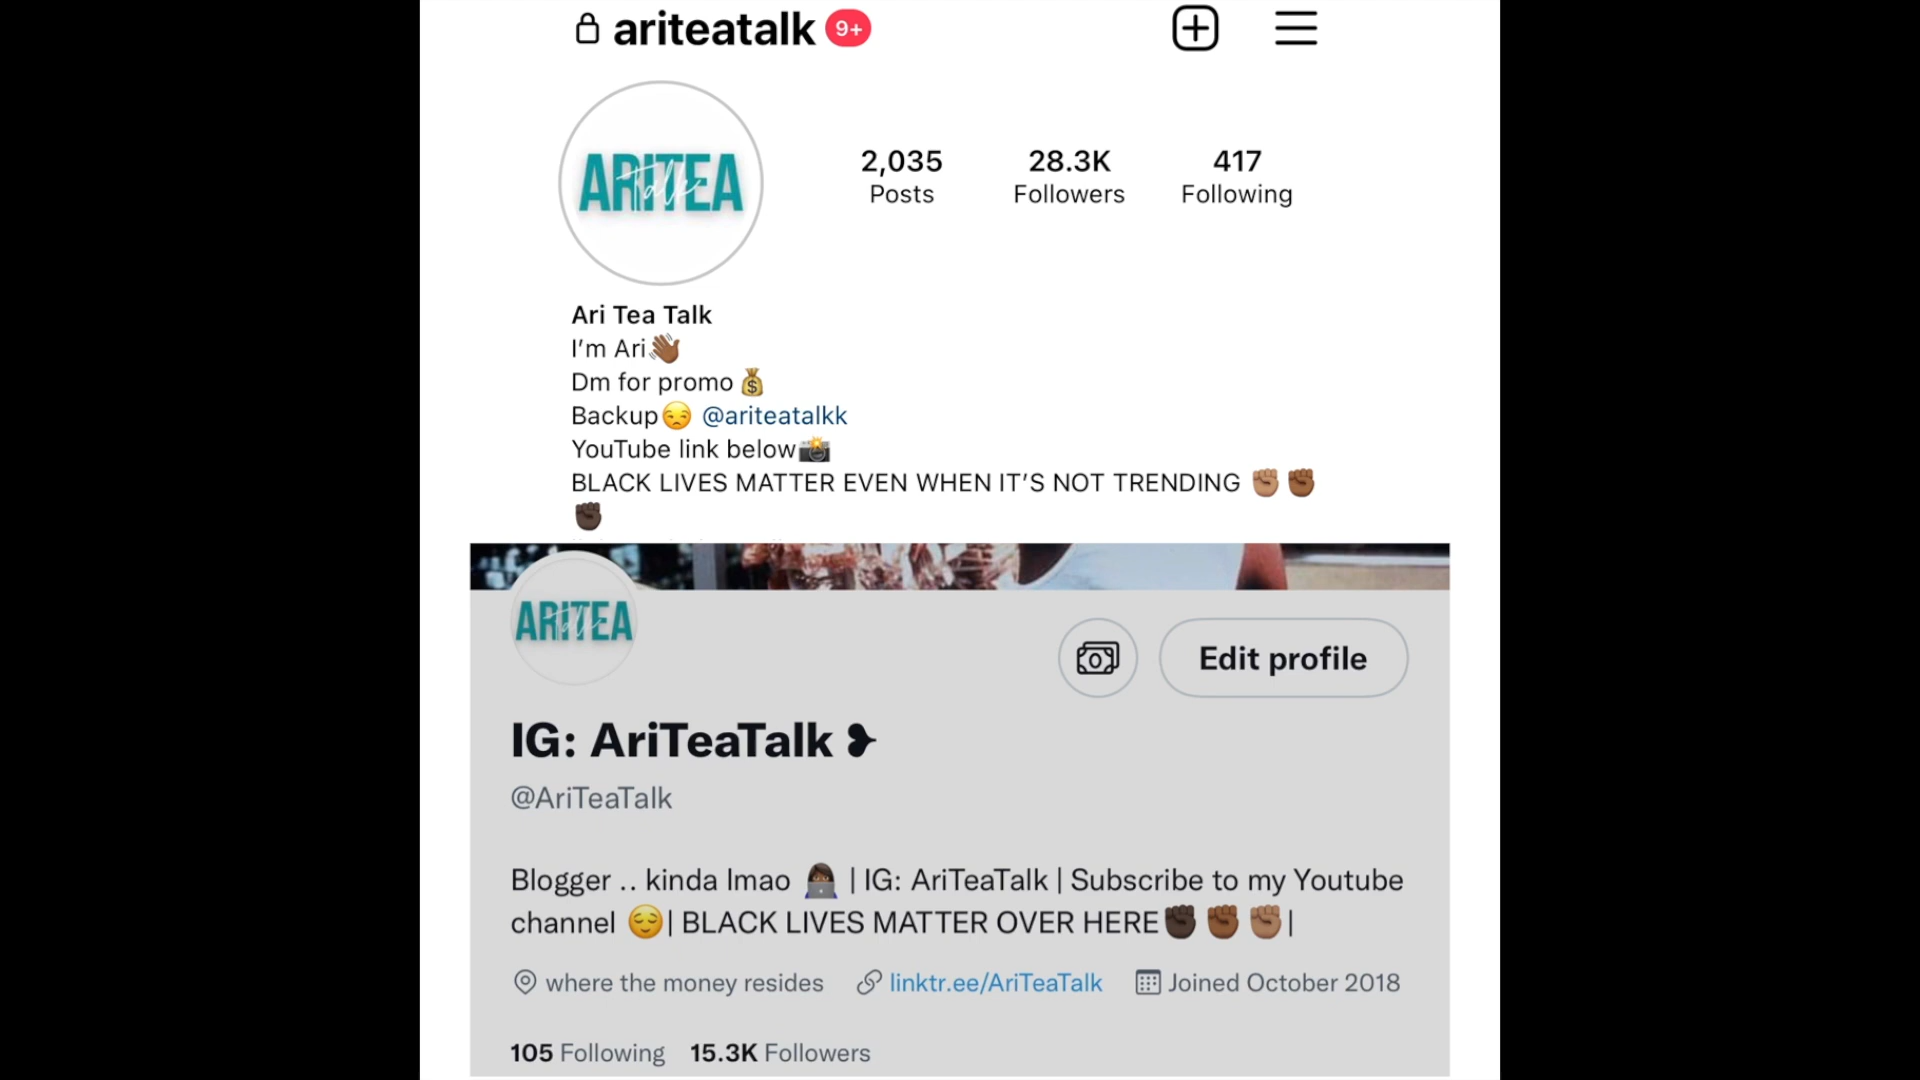 ariteatalk 9+
ARITEA
Talk
2,035 28.3K 417
Posts Followers Following
Ari Tea Talk
I'm Ari👋🏾
Dm for promo💰
Backup😒 @ariteatalkk
YouTube link below📸
BLACK LIVES MATTER EVEN WHEN IT'S NOT TRENDING ✊🏽 ✊🏾
✊🏿
ARITEA
Talk
Edit profile
IG: AriTeaTalk ❥
@AriTeaTalk
Blogger .. kinda lmao 👩🏾‍💻 | IG: AriTeaTalk | Subscribe to my Youtube
channel 😌| BLACK LIVES MATTER OVER HERE✊🏿 ✊🏾 ✊🏽|
where the money resides linktr.ee/AriTeaTalk Joined October 2018
105 Following 15.3K Followers